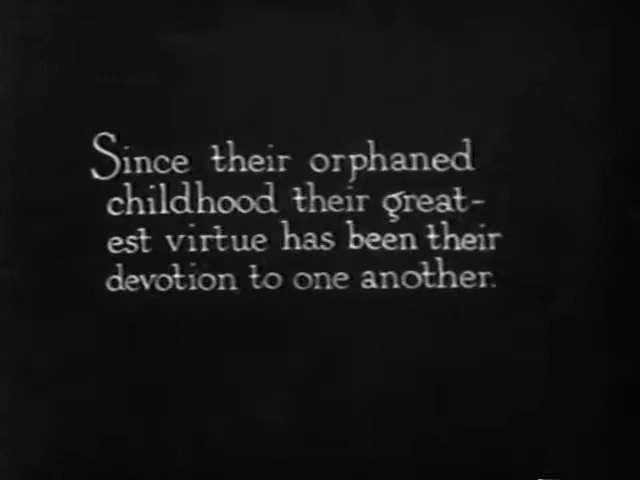 Since their orphaned
childhood their great-
est virtue has been their
devotion to one another.